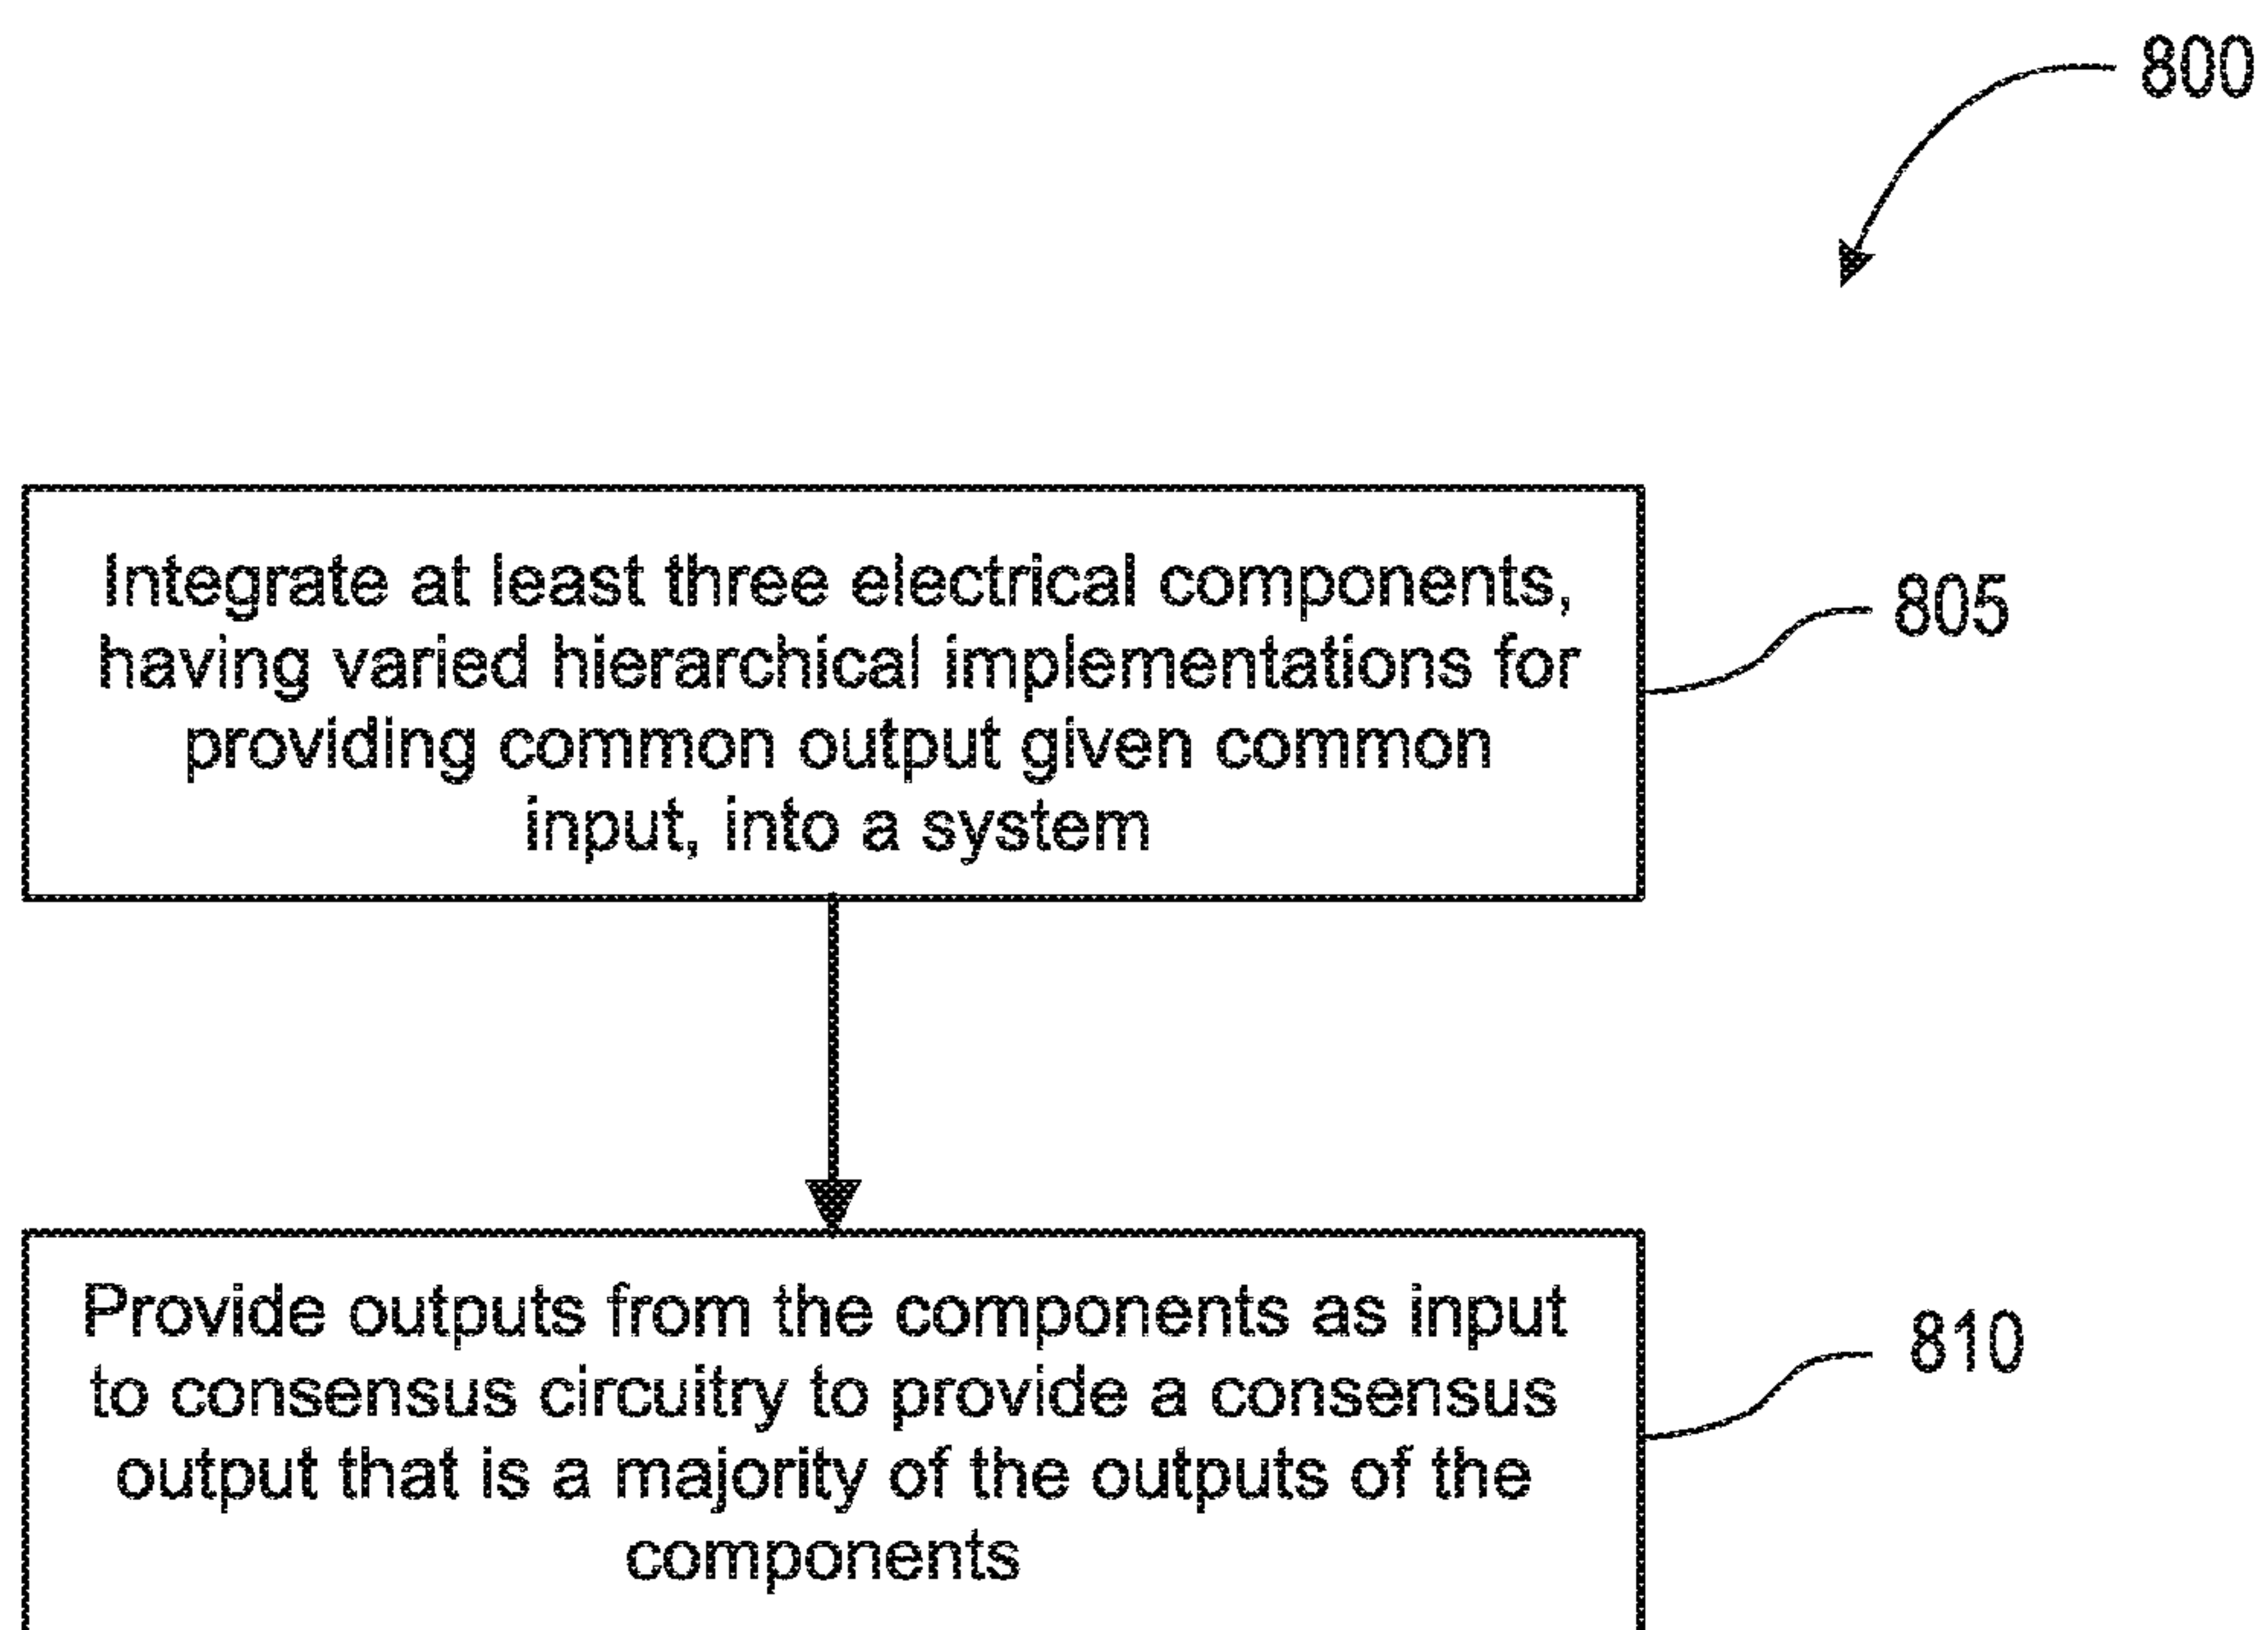 800
Integrate at least three electrical components,
having varied hierarchical implementations for
providing common output given common
input, into a system
805
Provide outputs from the components as input
to consensus circuitry to provide a consensus
output that is a majority of the outputs of the
components
810